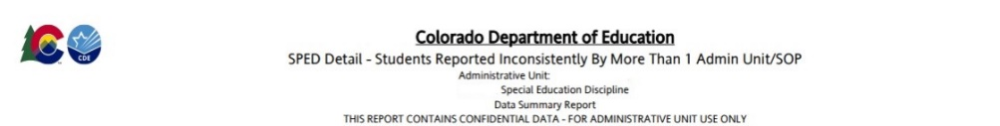 CDE
Colorado Department of Education
SPED Detail - Students Reported Inconsistently By More Than 1 Admin Unit/SOP
Administrative Unit:
Special Education Discipline
Data Summary Report
THIS REPORT CONTAINS CONFIDENTIAL DATA - FOR ADMINISTRATIVE UNIT USE ONLY